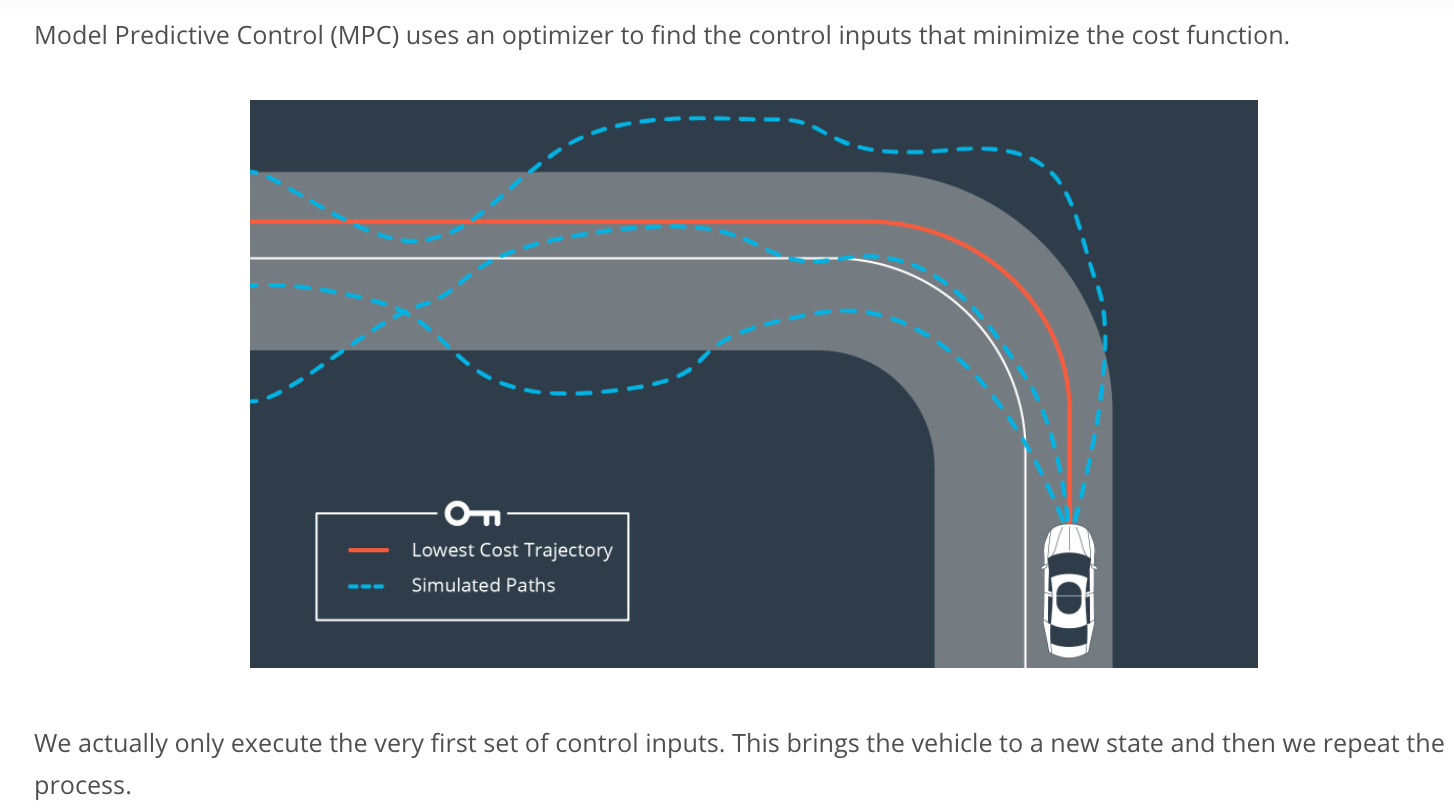 Model Predictive Control (MPC) uses an optimizer to find the control inputs that minimize the cost function.
Lowest Cost Trajectory
Simulated Paths
We actually only execute the very first set of control inputs. This brings the vehicle to a new state and then we repeat the
process.